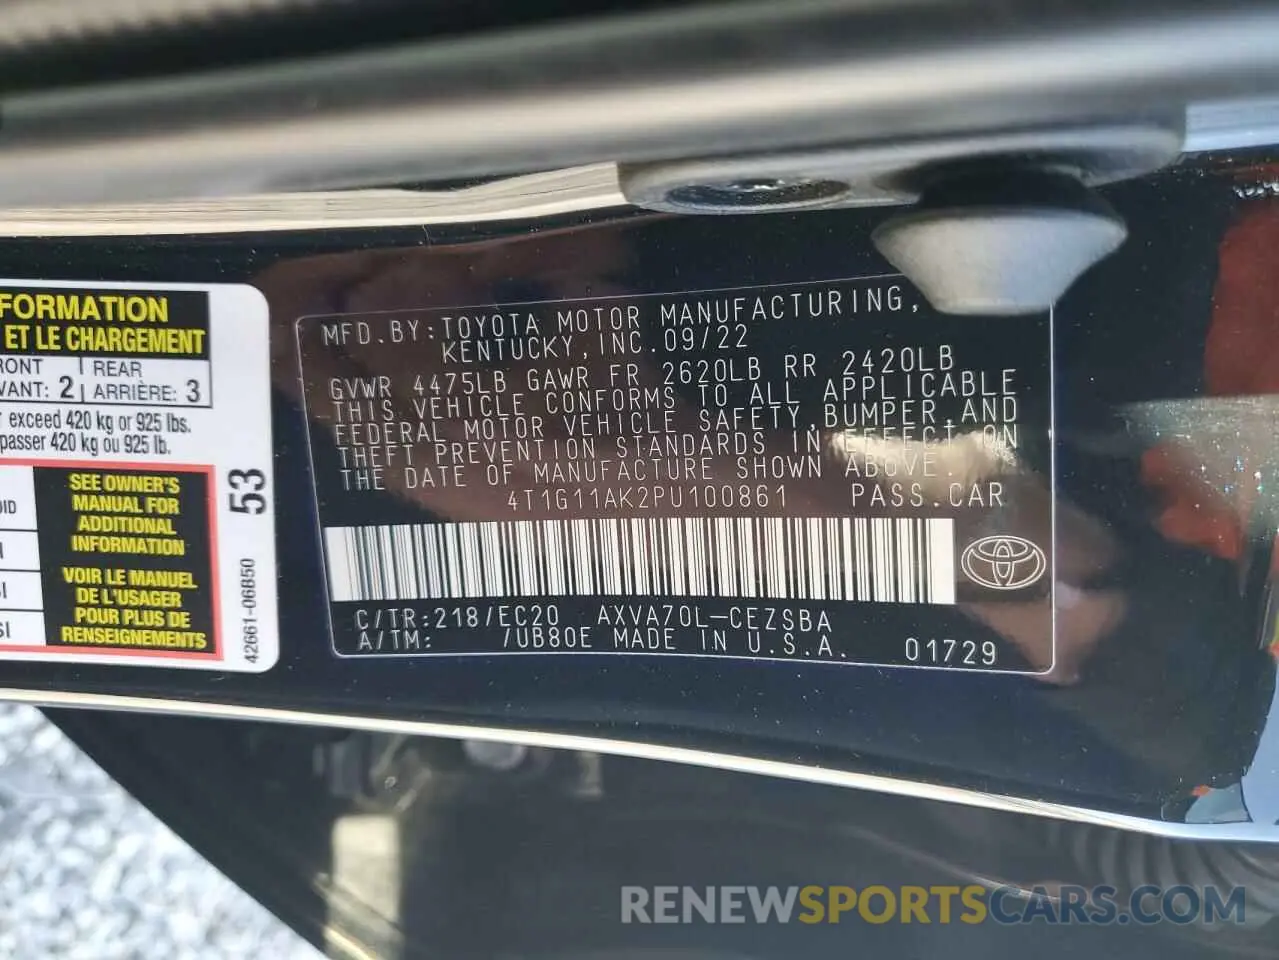 FORMATION
ET LE CHARGEMENT
RONT REAR
VANT: 2 ARRIÈRE: 3
exceed 420 kg or 925 lbs.
passer 420 kg ou 925 lb.
SEE OWNER'S
MANUAL FOR
ADDITIONAL
INFORMATION
VOIR LE MANUEL
DE L'USAGER
POUR PLUS DE
RENSEIGNEMENTS
53
42661-06B50
MFD.BY:TOYOTA MOTOR MANUFACTURING,
KENTUCKY,INC.09/22
GVWR 4475LB GAWR FR 2620LB RR 2420LB
THIS VEHICLE CONFORMS TO ALL APPLICABLE
FEDERAL MOTOR VEHICLE SAFETY,BUMPER,AND
THEFT PREVENTION STANDARDS IN EFFECT ON
THE DATE OF MANUFACTURE SHOWN ABOVE.
4T1G11AK2PU100861 PASS.CAR
C/TR:218/EC20 AXVA70L-CEZSBA
A/TM: /UB80E MADE IN U.S.A. 01729
RENEWSPORTSCARS.COM